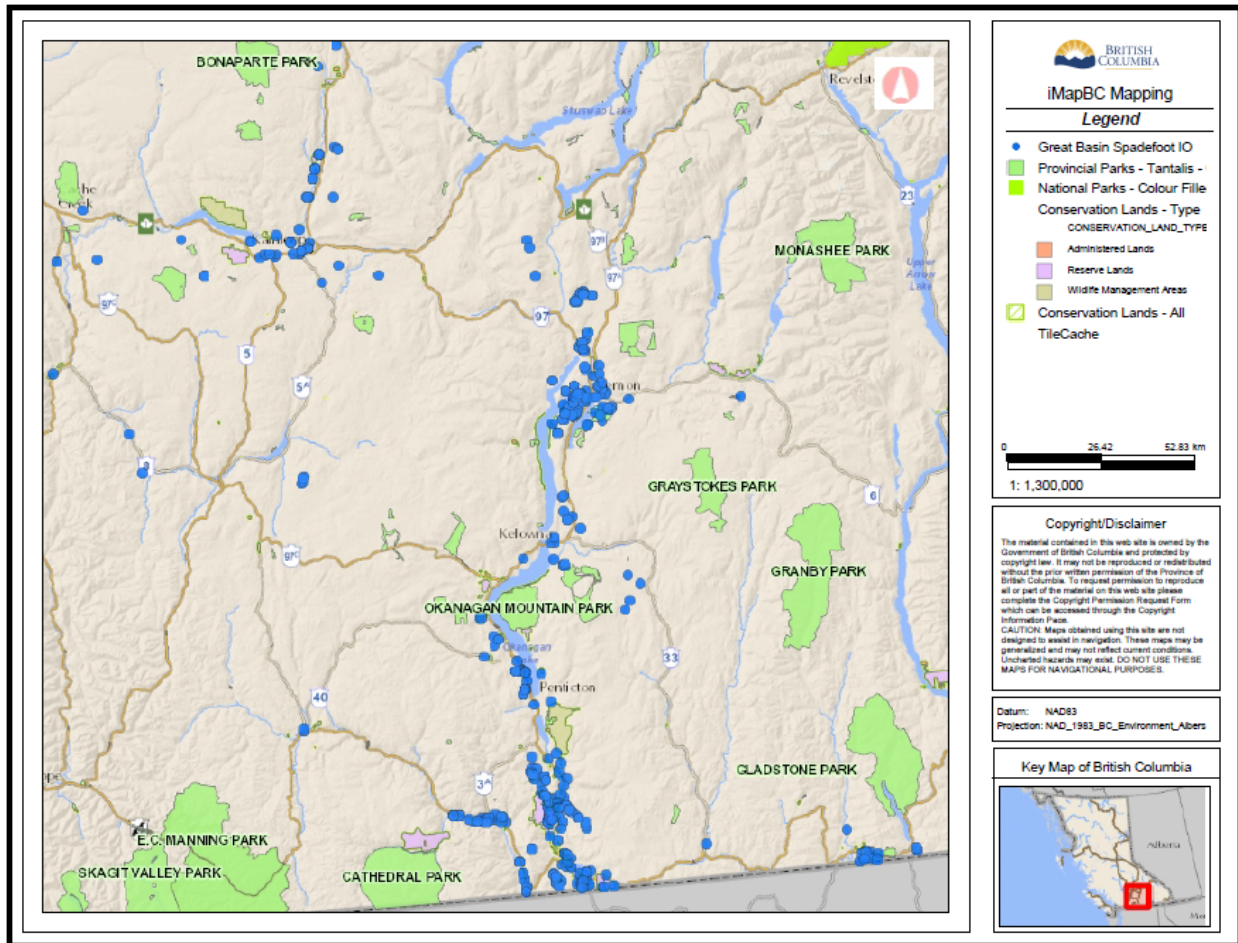 BONAPARTE PARK
Shuswap Lake
23
97B
97A
MONASHEE PARK
Upper
Arrow
Lake
97C
97
5
5A
8
GRAYSTOKES PARK
6
Kelowna
97C
GRANBY PARK
OKANAGAN MOUNTAIN PARK
Okanagan
33
Penticton
40
3A
GLADSTONE PARK
E.C. MANNING PARK
SKAGIT VALLEY PARK
CATHEDRAL PARK
BRITISH
COLUMBIA
iMapBC Mapping
Legend
Great Basin Spadefoot IO
Provincial Parks - Tantalis -
National Parks - Colour Fille
Conservation Lands - Type
CONSERVATION_LAND_TYPE
Administered Lands
Reserve Lands
Wildlife Management Areas
Conservation Lands - All
TileCache
0 26.42 52.83 km
1: 1,300,000
Copyright/Disclaimer
The material contained in this web site is owned by the
Government of British Columbia and protected by
copyright law. It may not be reproduced or redistributed
without the prior written permission of the Province of
British Columbia. To request permission to reproduce
all or part of the material on this web site please
complete the Copyright Permission Request Form
which can be accessed through the Copyright
Information Page.
CAUTION: Maps obtained using this site are not
designed to assist in navigation. These maps may be
generalized and may not reflect current conditions.
Uncharted hazards may exist. DO NOT USE THESE
MAPS FOR NAVIGATIONAL PURPOSES.
Datum: NAD83
Projection: NAD_1983_BC_Environment_Albers
Key Map of British Columbia
Alberta